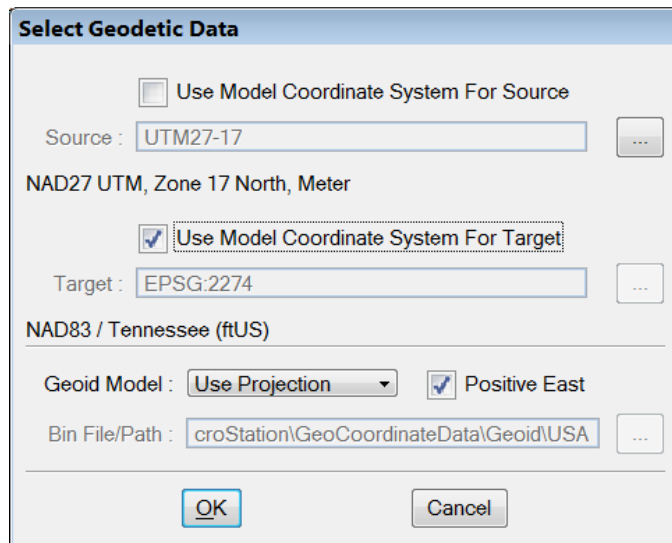 Select Geodetic Data
Use Model Coordinate System For Source
Source : UTM27-17 ...
NAD27 UTM, Zone 17 North, Meter
Use Model Coordinate System For Target
Target : EPSG:2274 ...
NAD83 / Tennessee (ftUS)
Geoid Model : Use Projection Positive East
Bin File/Path : croStation\GeoCoordinateData\Geoid\USA ...
OK Cancel